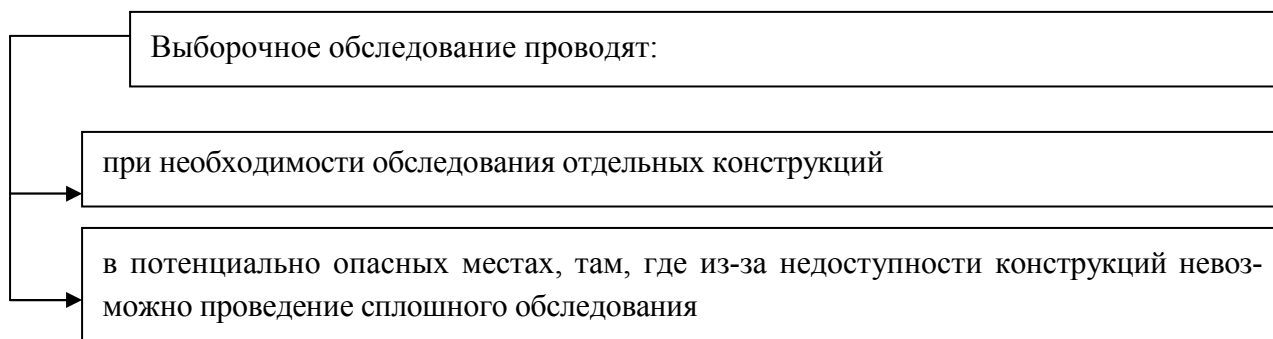 Выборочное обследование проводят:
при необходимости обследования отдельных конструкций
в потенциально опасных местах, там, где из-за недоступности конструкций невоз-
можно проведение сплошного обследования